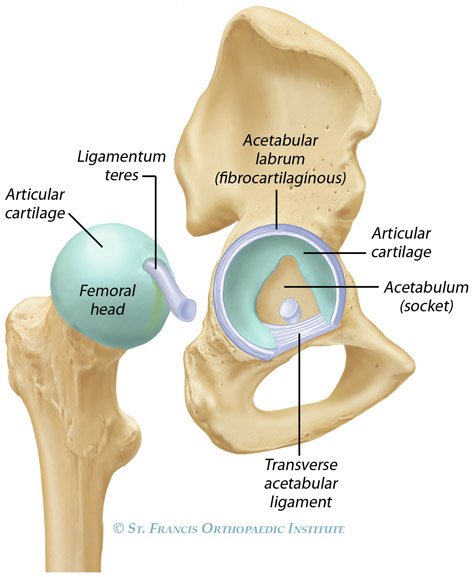 Ligamentum
teres
Articular
cartilage
Femoral
head
Acetabular
labrum
(fibrocartilaginous)
Articular
cartilage
Acetabulum
(socket)
Transverse
acetabular
ligament
© St. Francis Orthopaedic Institute